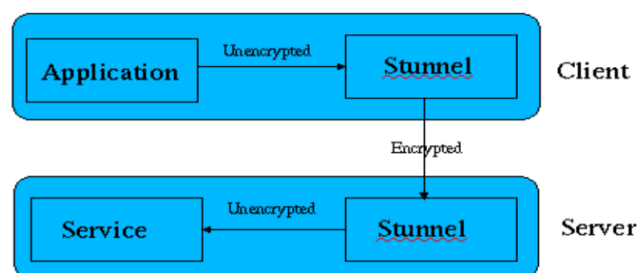 Unencrypted
Application
Stunnel
Client
Encrypted
Unencrypted
Service
Stunnel
Server